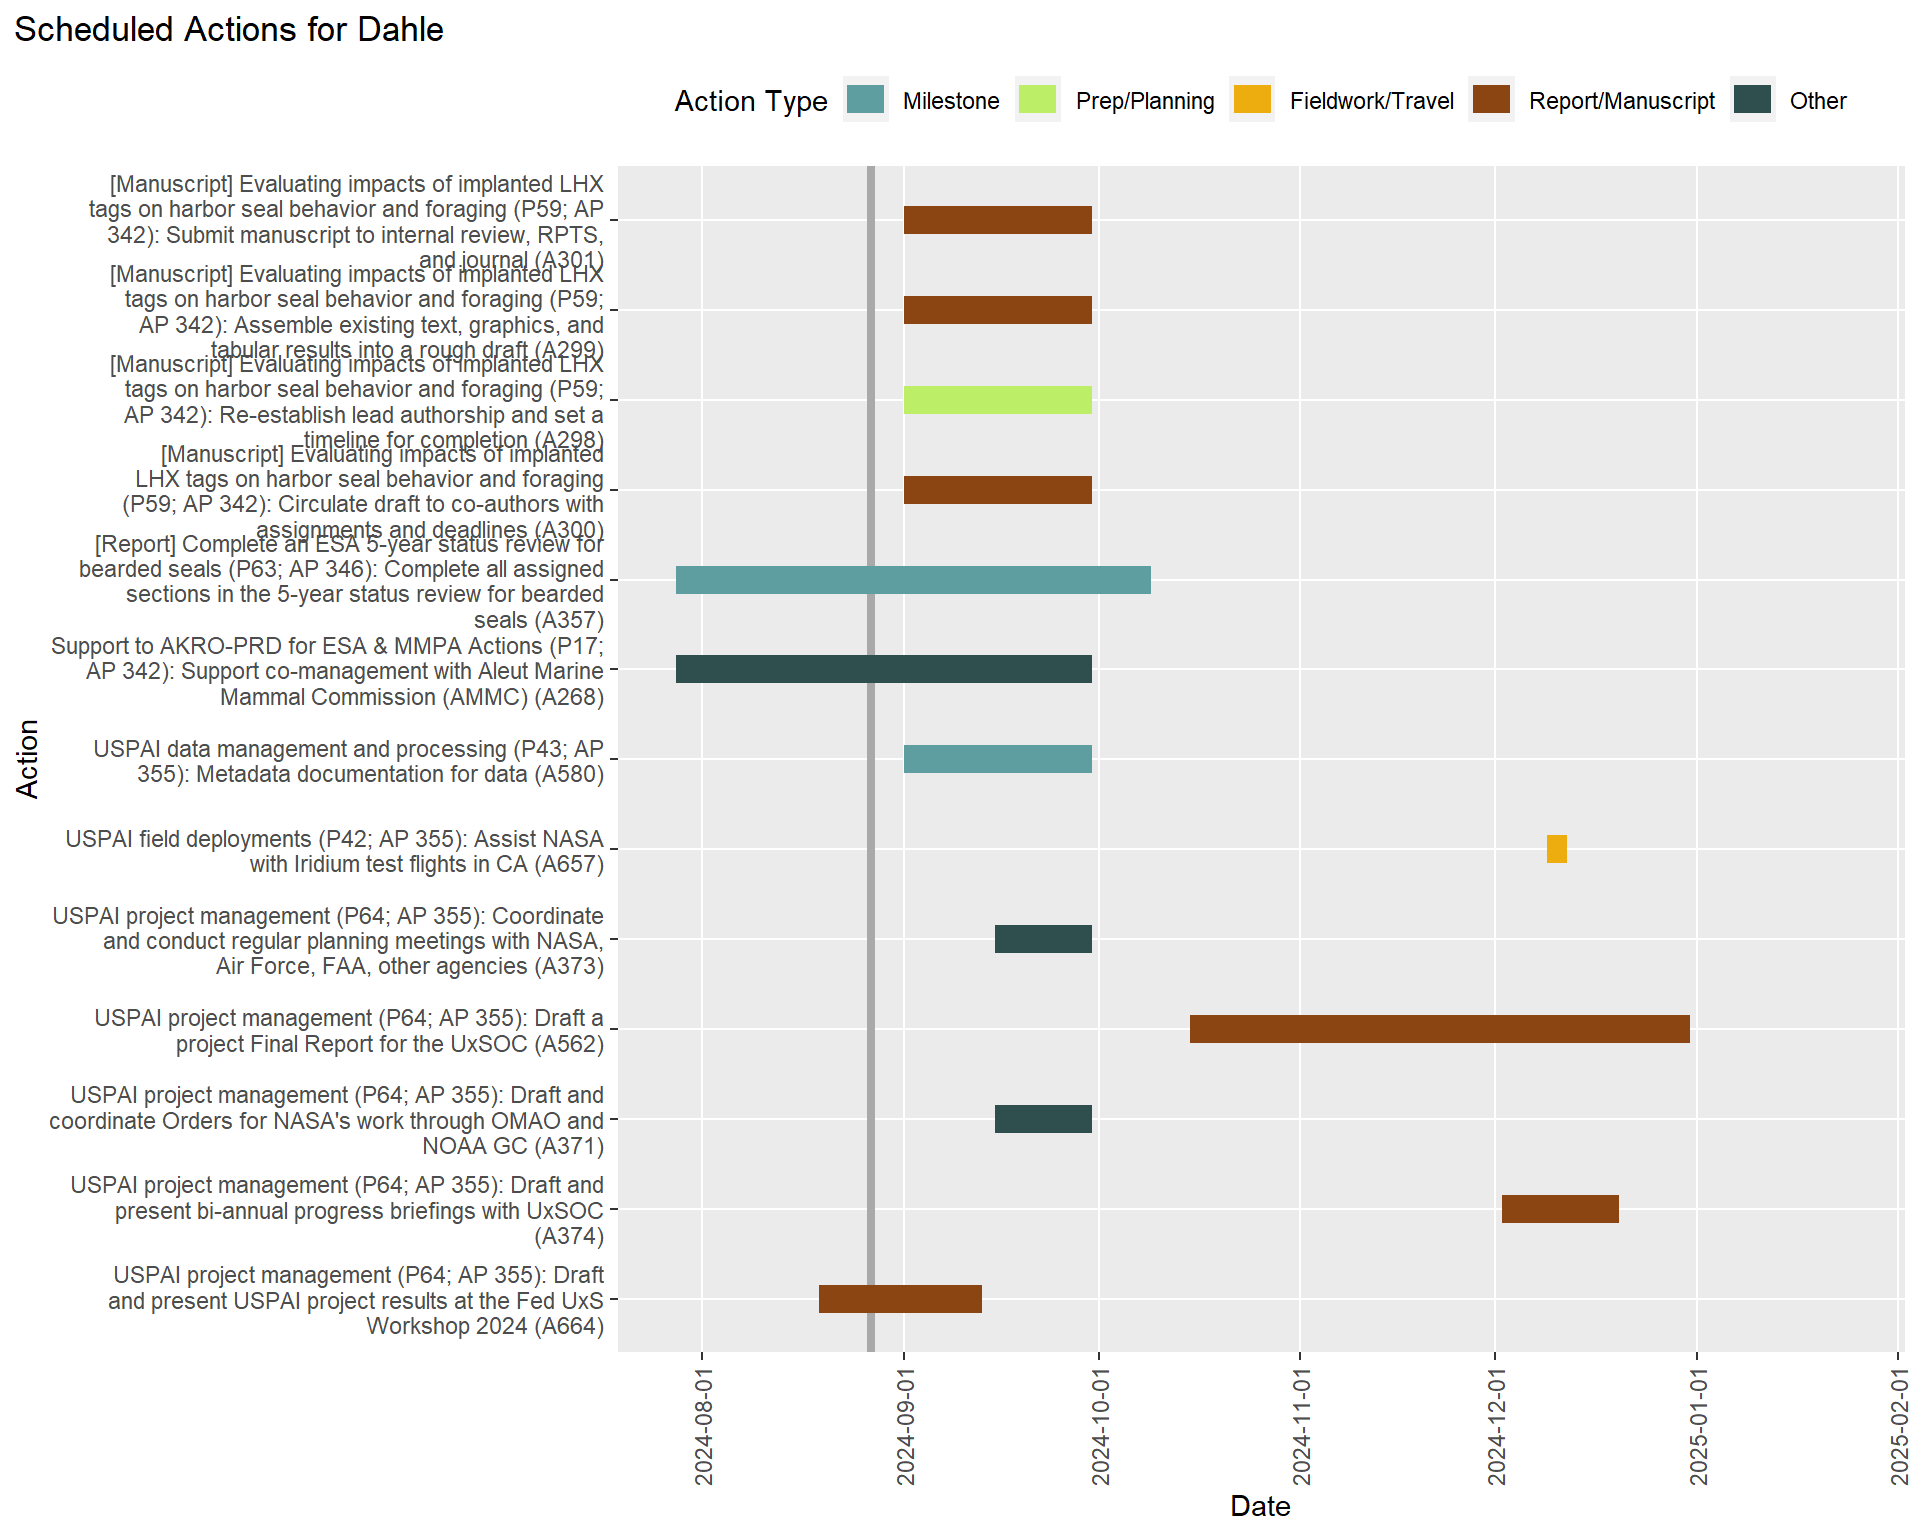 Scheduled Actions for Dahle
Action Type
Milestone
Prep/Planning
Fieldwork/Travel
Report/Manuscript
Other
[Manuscript] Evaluating impacts of implanted LHX
tags on harbor seal behavior and foraging (P59; AP
342): Submit manuscript to internal review, RPTS,
and journal (A301)
[Manuscript] Evaluating impacts of implanted LHX
tags on harbor seal behavior and foraging (P59;
AP 342): Assemble existing text, graphics, and
tabular results into a rough draft (A299)
[Manuscript] Evaluating impacts of implanted LHX
tags on harbor seal behavior and foraging (P59;
AP 342): Re-establish lead authorship and set a
timeline for completion (A298)
[Manuscript] Evaluating impacts of implanted
LHX tags on harbor seal behavior and foraging
(P59; AP 342): Circulate draft to co-authors with
assignments and deadlines (A300)
[Report] Complete an ESA 5-year status review for
bearded seals (P63; AP 346): Complete all assigned
sections in the 5-year status review for bearded
seals (A357)
Support to AKRO-PRD for ESA & MMPA Actions (P17;
AP 342): Support co-management with Aleut Marine
Mammal Commission (AMMC) (A268)
USPAI data management and processing (P43; AP
355): Metadata documentation for data (A580)
USPAI field deployments (P42; AP 355): Assist NASA
with Iridium test flights in CA (A657)
USPAI project management (P64; AP 355): Coordinate
and conduct regular planning meetings with NASA,
Air Force, FAA, other agencies (A373)
USPAI project management (P64; AP 355): Draft a
project Final Report for the UxSOC (A562)
USPAI project management (P64; AP 355): Draft and
coordinate Orders for NASA's work through OMAO and
NOAA GC (A371)
USPAI project management (P64; AP 355): Draft and
present bi-annual progress briefings with UxSOC
(A374)
USPAI project management (P64; AP 355): Draft
and present USPAI project results at the Fed UxS
Workshop 2024 (A664)
Action
2024-08-01
2024-09-01
2024-10-01
2024-11-01
2024-12-01
2025-01-01
2025-02-01
Date